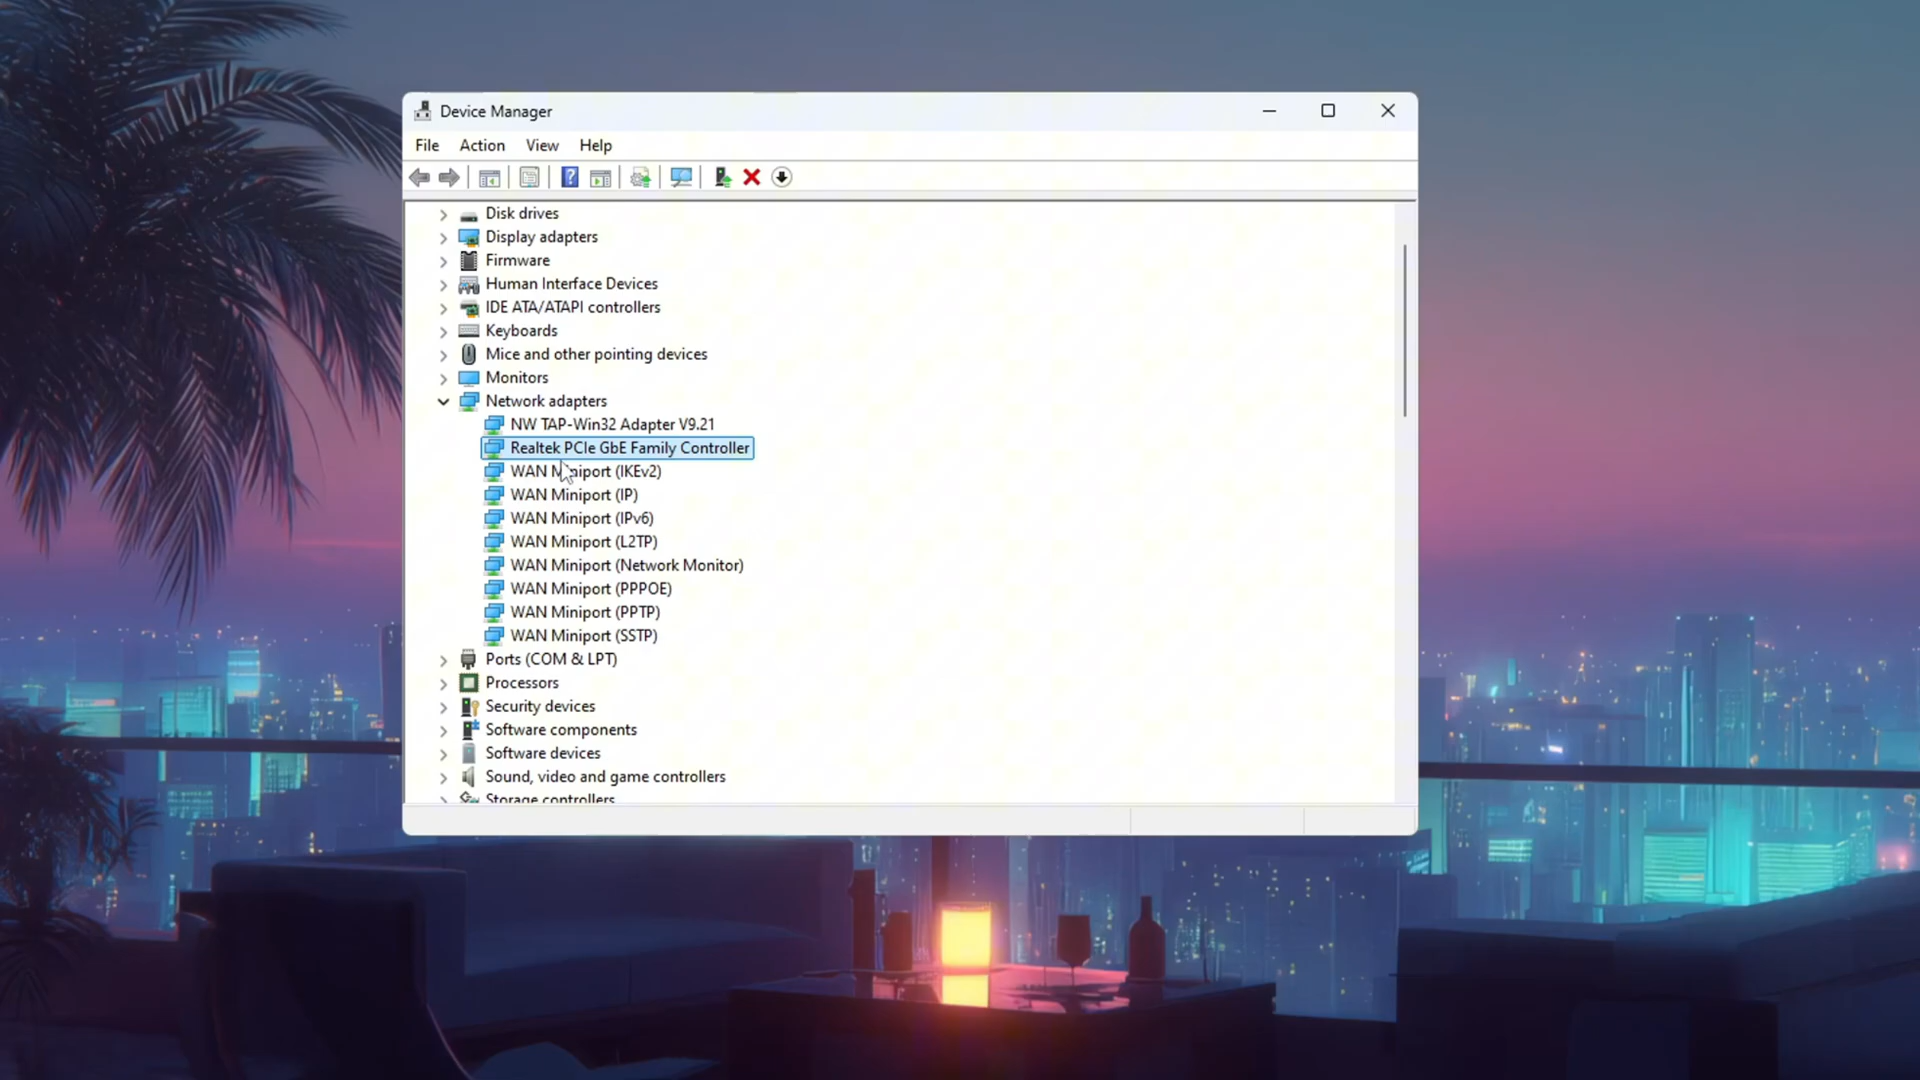 Device Manager
File Action View Help
Disk drives
Display adapters
Firmware
Human Interface Devices
IDE ATA/ATAPI controllers
Keyboards
Mice and other pointing devices
Monitors
Network adapters
NW TAP-Win32 Adapter V9.21
Realtek PCIe GbE Family Controller
WAN Miniport (IKEv2)
WAN Miniport (IP)
WAN Miniport (IPv6)
WAN Miniport (L2TP)
WAN Miniport (Network Monitor)
WAN Miniport (PPPOE)
WAN Miniport (PPTP)
WAN Miniport (SSTP)
Ports (COM & LPT)
Processors
Security devices
Software components
Software devices
Sound, video and game controllers
Storage controllers